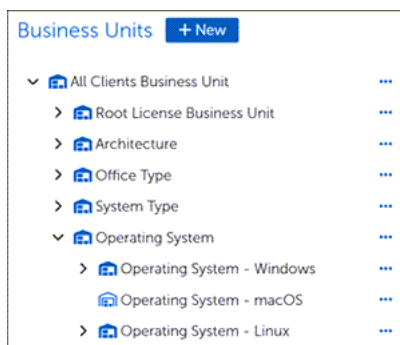 Business Units + New
All Clients Business Unit
Root License Business Unit
Architecture
Office Type
System Type
Operating System
Operating System - Windows
Operating System - macOS
Operating System - Linux